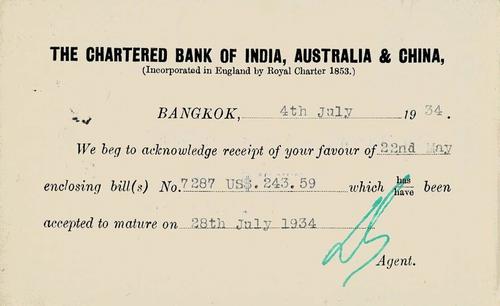 THE CHARTERED BANK OF INDIA, AUSTRALIA & CHINA,
(Incorporated in England by Royal Charter 1853.)
BANGKOK, 4th July 1934.
We beg to acknowledge receipt of your favour of 22nd May
enclosing bill(s) No. 7287 US$.243.59 which has/have been
accepted to mature on 28th July 1934
Agent.